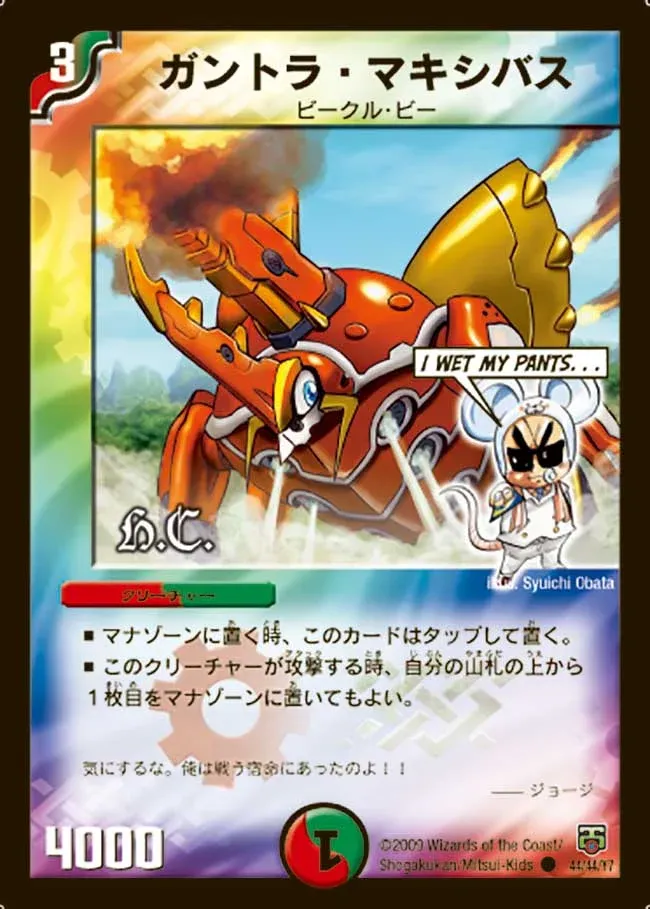 3
ガントラ・マキシバス
ビークル・ビー
I WET MY PANTS...
H.C.
illus. Syuichi Obata
クリーチャー
■ マナゾーンに置く時、このカードはタップして置く。
■ このクリーチャーが攻撃する時、自分の山札の上から
１枚目をマナゾーンに置いてもよい。
気にするな。俺は戦う宿命にあったのよ！！
—— ジョージ
4000
1
©2009 Wizards of the Coast/
Shogakukan/Mitsui-Kids ● 44/44/Y7